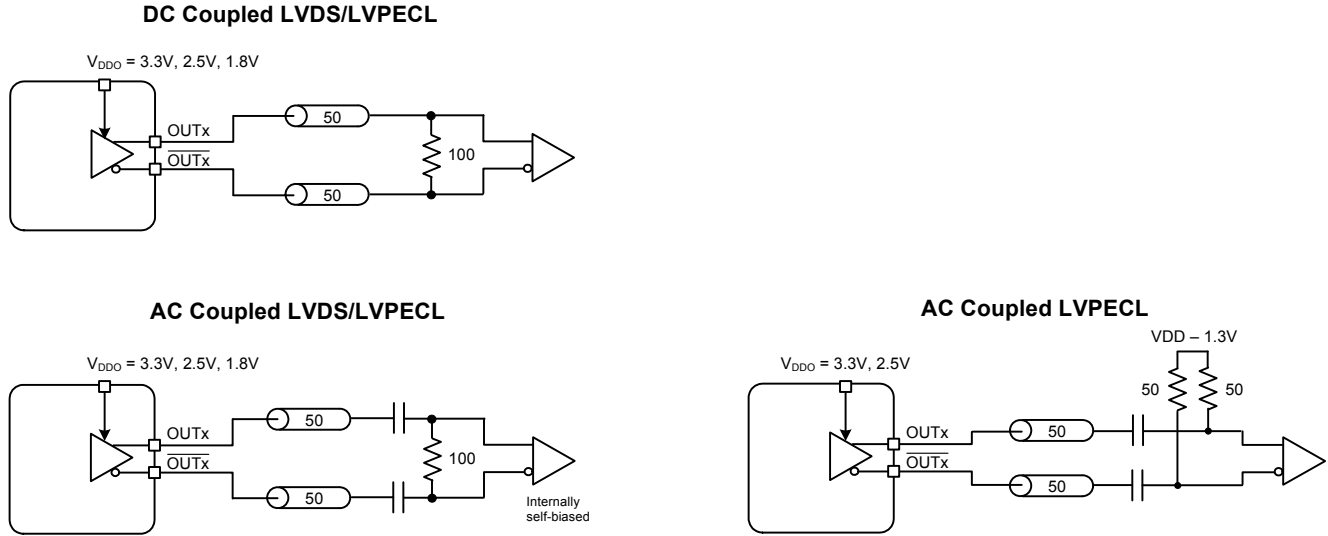 DC Coupled LVDS/LVPECL
VDDO = 3.3V, 2.5V, 1.8V
OUTx
OUTx
50
50
100
AC Coupled LVDS/LVPECL
VDDO = 3.3V, 2.5V, 1.8V
OUTx
OUTx
50
50
100
Internally
self-biased
AC Coupled LVPECL
VDD – 1.3V
VDDO = 3.3V, 2.5V
50
50
OUTx
OUTx
50
50